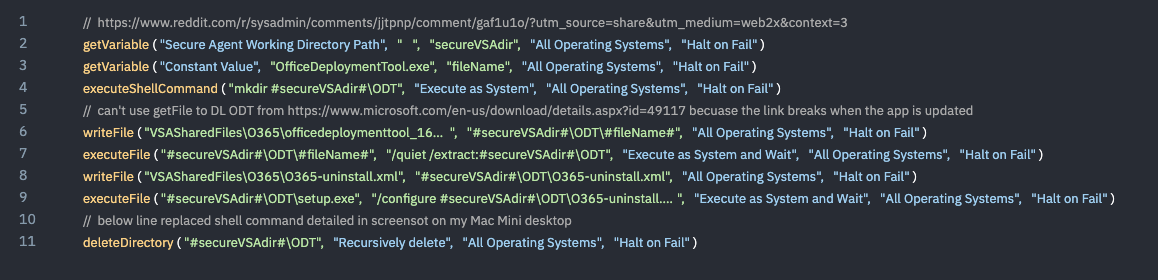 1 // https://www.reddit.com/r/sysadmin/comments/jjtpnp/comment/gaf1u1o/?utm_source=share&utm_medium=web2x&context=3
2 getVariable ("Secure Agent Working Directory Path", " ", "secureVSAdir", "All Operating Systems", "Halt on Fail")
3 getVariable ("Constant Value", "OfficeDeploymentTool.exe", "fileName", "All Operating Systems", "Halt on Fail")
4 executeShellCommand ("mkdir #secureVSAdir#\ODT", "Execute as System", "All Operating Systems", "Halt on Fail")
5 // can't use getFile to DL ODT from https://www.microsoft.com/en-us/download/details.aspx?id=49117 becuase the link breaks when the app is updated
6 writeFile ("VSASharedFiles\O365\officedeploymenttool_16... ", "#secureVSAdir#\ODT\#fileName#", "All Operating Systems", "Halt on Fail")
7 executeFile ("#secureVSAdir#\ODT\#fileName#", "/quiet /extract:#secureVSAdir#\ODT", "Execute as System and Wait", "All Operating Systems", "Halt on Fail")
8 writeFile ("VSASharedFiles\O365\O365-uninstall.xml", "#secureVSAdir#\ODT\O365-uninstall.xml", "All Operating Systems", "Halt on Fail")
9 executeFile ("#secureVSAdir#\ODT\setup.exe", "/configure #secureVSAdir#\ODT\O365-uninstall.... ", "Execute as System and Wait", "All Operating Systems", "Halt on Fail")
10 // below line replaced shell command detailed in screensot on my Mac Mini desktop
11 deleteDirectory ("#secureVSAdir#\ODT", "Recursively delete", "All Operating Systems", "Halt on Fail")